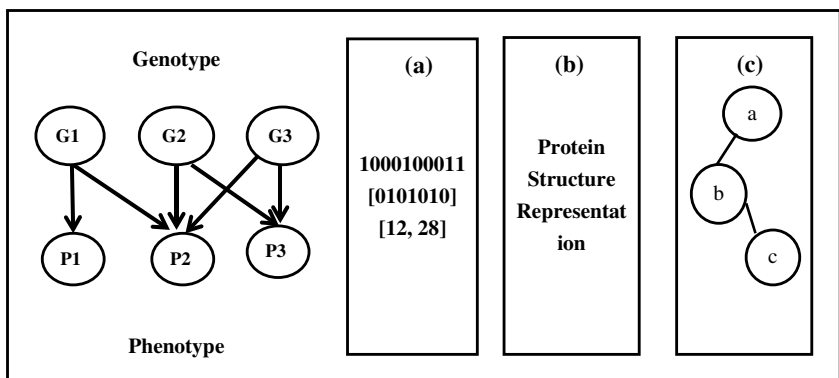 Genotype
G1 G2 G3
P1 P2 P3
Phenotype
(a)
1000100011
[0101010]
[12, 28]
(b)
Protein
Structure
Representat
ion
(c)
a
b
c